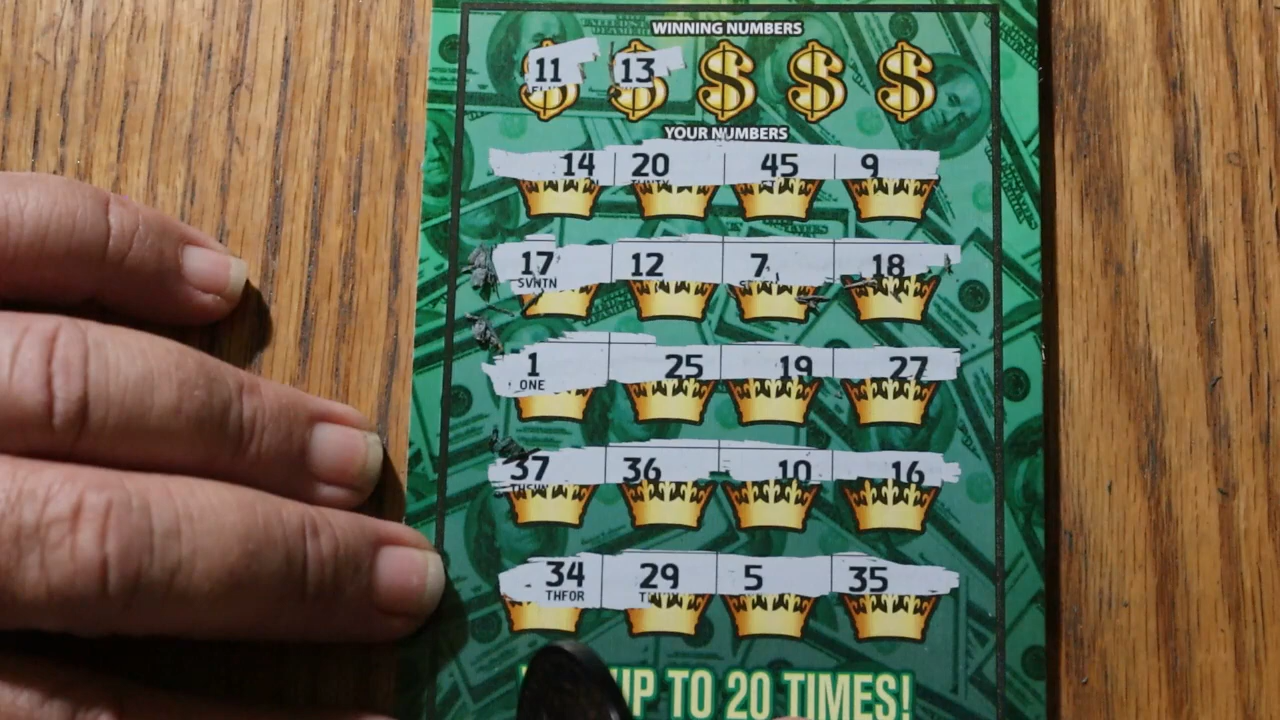 WINNING NUMBERS
11 13
YOUR NUMBERS
14 20 45 9
17 12 7 18
SVNTN
1 25 19 27
ONE
37 36 10 16
34 29 5 35
THFOR
UP TO 20 TIMES!